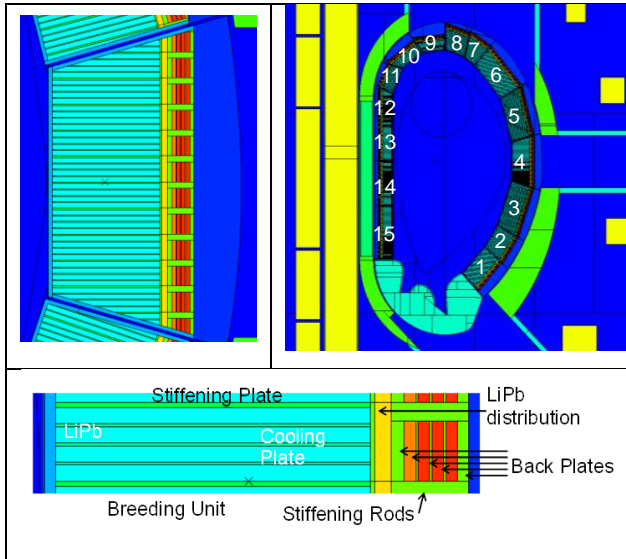 9
8
7
10
6
11
5
12
13
4
14
3
15
2
1
Stiffening Plate
LiPb
distribution
LiPb
Cooling
Plate
Back Plates
Breeding Unit
Stiffening Rods